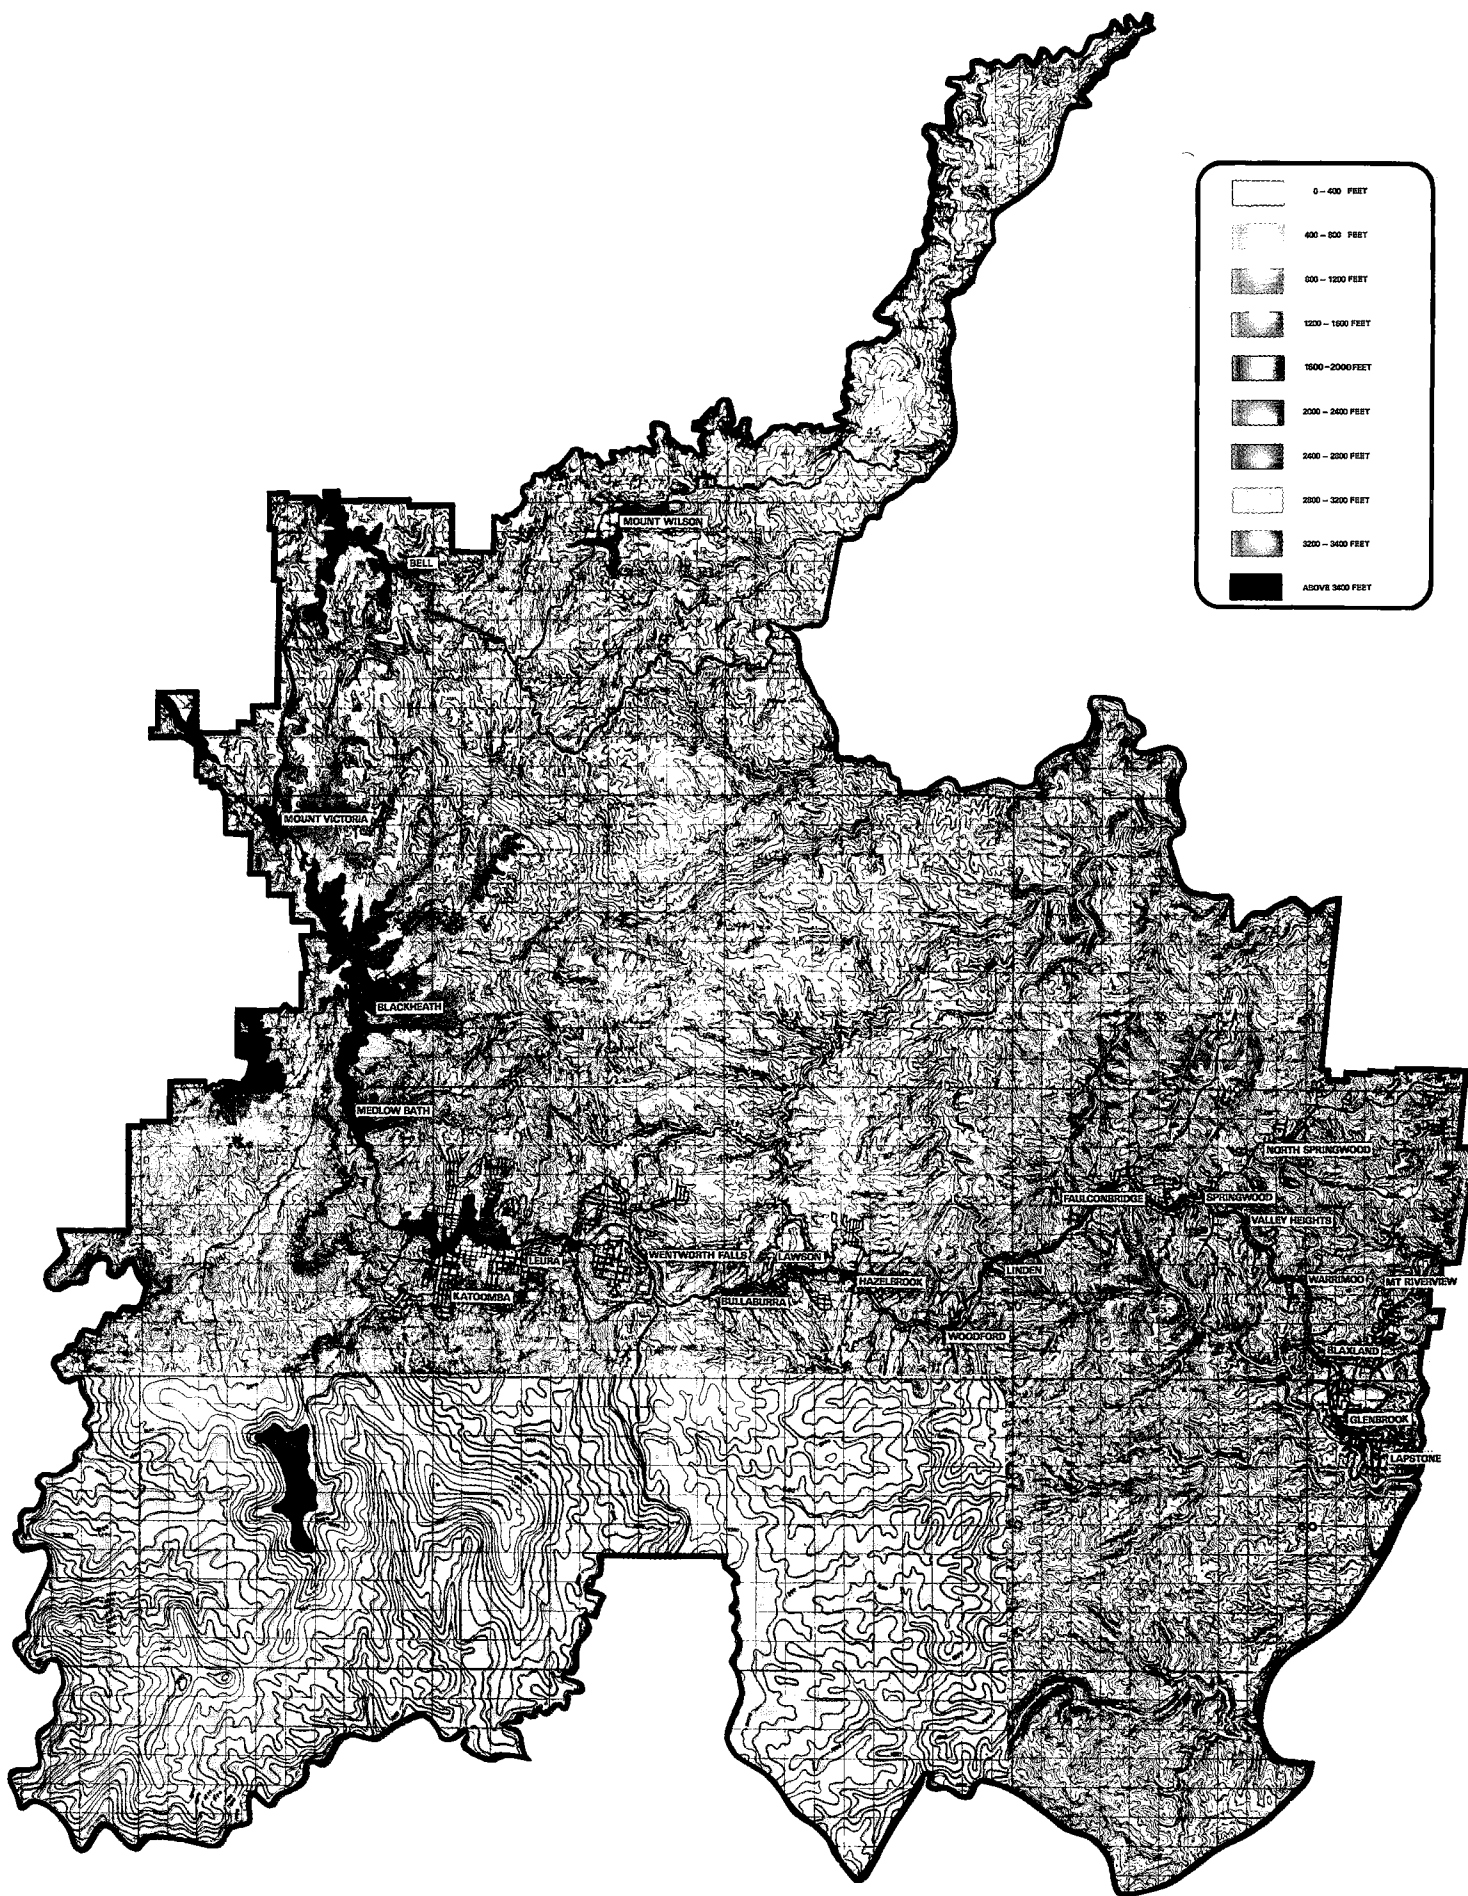 0 – 400 FEET
400 – 800 FEET
800 – 1200 FEET
1200 – 1600 FEET
1600 – 2000 FEET
2000 – 2400 FEET
2400 – 2800 FEET
2800 – 3200 FEET
3200 – 3400 FEET
ABOVE 3400 FEET
MOUNT WILSON
BELL
MOUNT VICTORIA
BLACKHEATH
MEDLOW BATH
NORTH SPRINGWOOD
FAULCONBRIDGE
SPRINGWOOD
VALLEY HEIGHTS
WENTWORTH FALLS
LAWSON
LEURA
LINDEN
HAZELBROOK
WARRIMOO
MT RIVERVIEW
KATOOMBA
BULLABURRA
WOODFORD
BLAXLAND
GLENBROOK
LAPSTONE